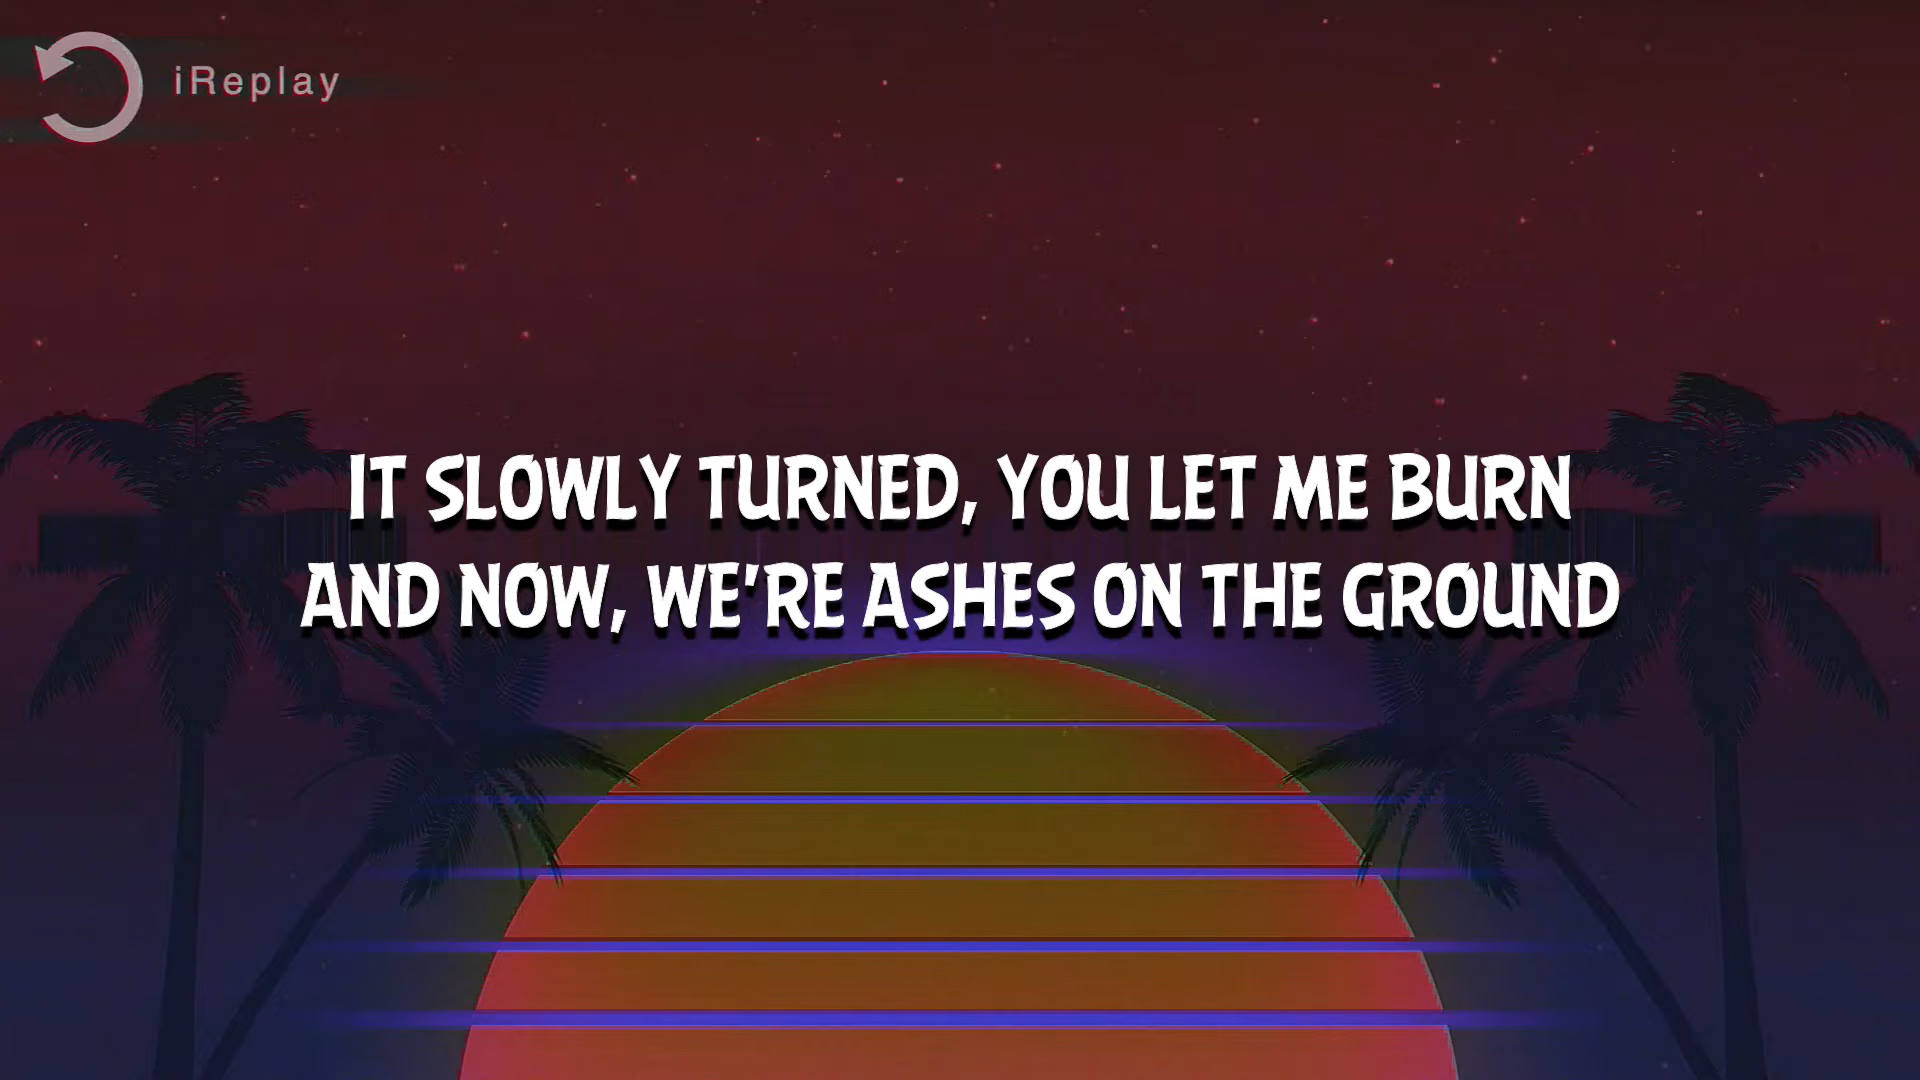 iReplay
IT SLOWLY TURNED, YOU LET ME BURN
AND NOW, WE'RE ASHES ON THE GROUND